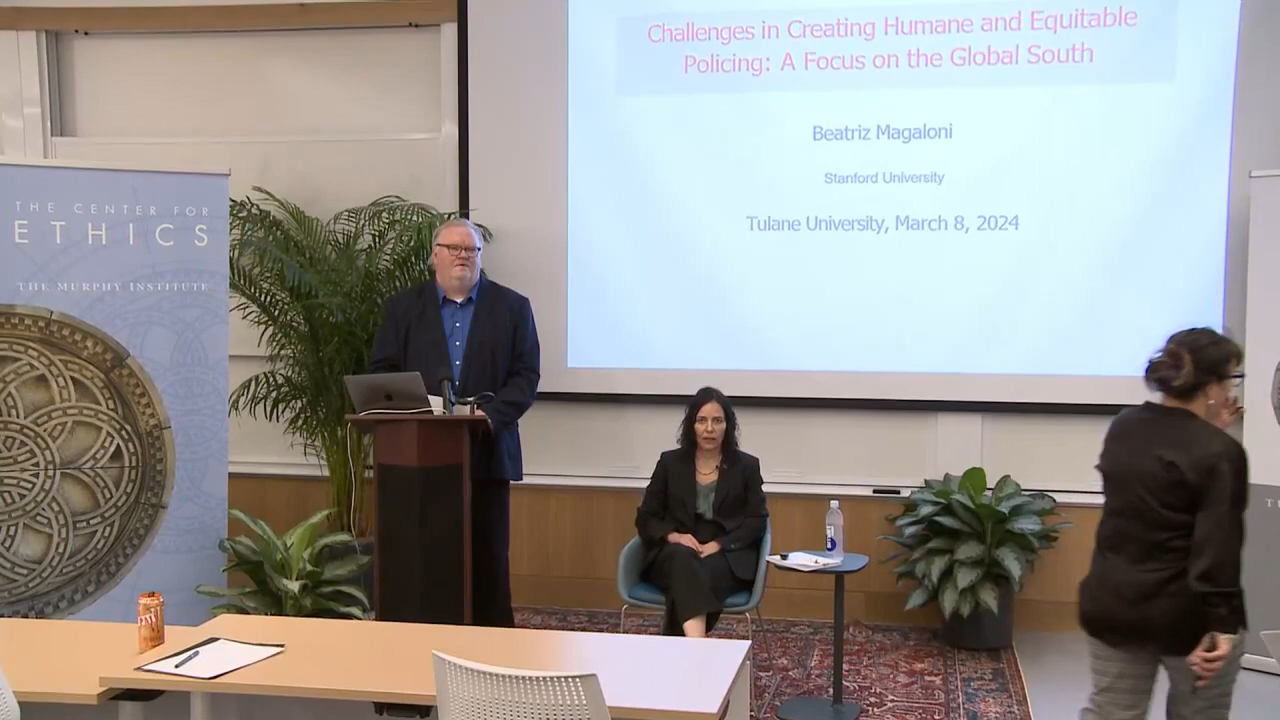 Challenges in Creating Humane and Equitable
Policing: A Focus on the Global South
Beatriz Magaloni
Stanford University
Tulane University, March 8, 2024
THE CENTER FOR
ETHICS
THE MURPHY INSTITUTE